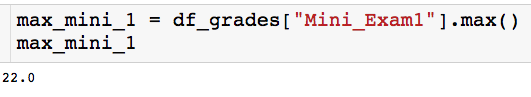 max_mini_1 = df_grades["Mini_Exam1"].max()
max_mini_1
22.0